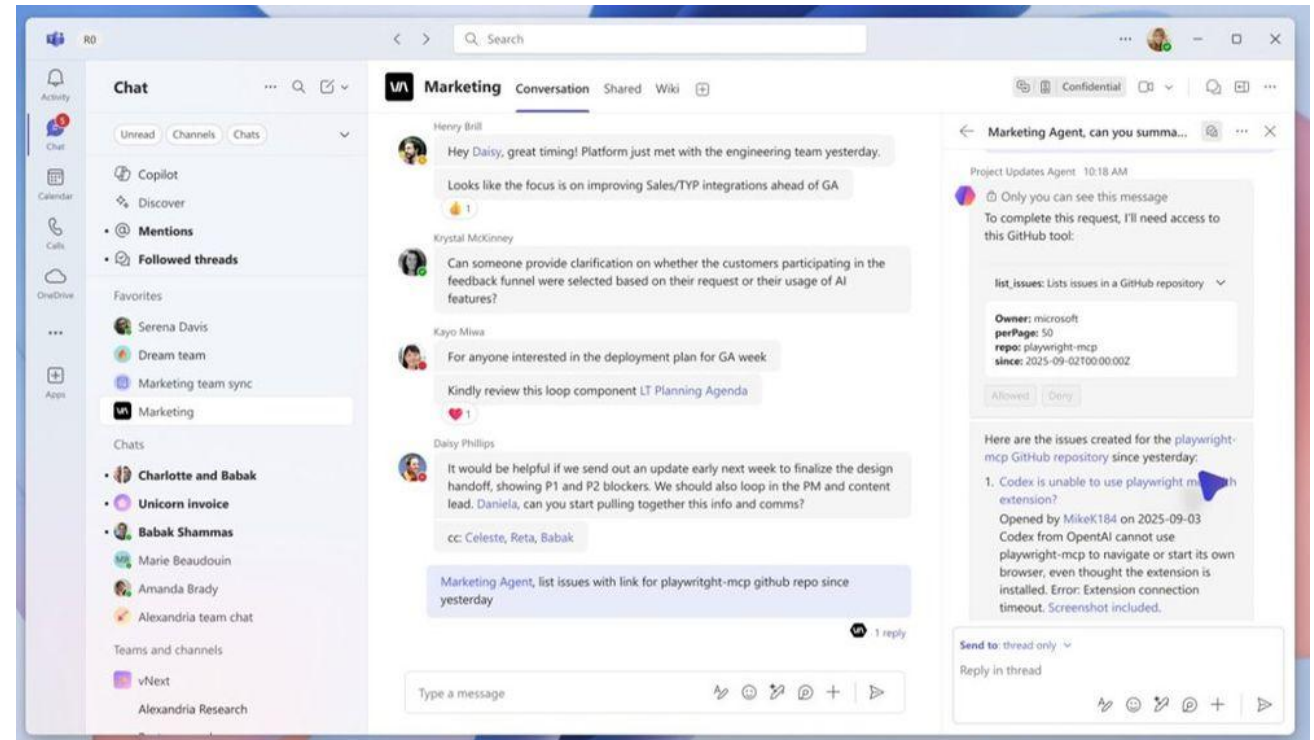 R0
Search
Activity
Chat
5
Calendar
Calls
OneDrive
Apps
Chat
Unread
Channels
Chats
Copilot
Discover
@ Mentions
Followed threads
Favorites
Serena Davis
Dream team
Marketing team sync
Marketing
Chats
Charlotte and Babak
Unicorn invoice
Babak Shammas
MB Marie Beaudouin
Amanda Brady
Alexandria team chat
Teams and channels
vNext
Alexandria Research
Marketing
Conversation
Shared
Wiki
Confidential
Henry Brill
Hey Daisy, great timing! Platform just met with the engineering team yesterday.
Looks like the focus is on improving Sales/TYP integrations ahead of GA
1
Krystal McKinney
Can someone provide clarification on whether the customers participating in the
feedback funnel were selected based on their request or their usage of AI
features?
Kayo Miwa
For anyone interested in the deployment plan for GA week
Kindly review this loop component LT Planning Agenda
1
Daisy Phillips
It would be helpful if we send out an update early next week to finalize the design
handoff, showing P1 and P2 blockers. We should also loop in the PM and content
lead. Daniela, can you start pulling together this info and comms?
cc: Celeste, Reta, Babak
Marketing Agent, list issues with link for playwritght-mcp github repo since
yesterday
1 reply
Type a message
Marketing Agent, can you summa...
Project Updates Agent 10:18 AM
Only you can see this message
To complete this request, I'll need access to
this GitHub tool:
list_issues: Lists issues in a GitHub repository
Owner: microsoft
perPage: 50
repo: playwright-mcp
since: 2025-09-02T00:00:00Z
Allowed
Deny
Here are the issues created for the playwright-
mcp GitHub repository since yesterday:
1. Codex is unable to use playwright
extension?
Opened by MikeK184 on 2025-09-03
Codex from OpentAI cannot use
playwright-mcp to navigate or start its own
browser, even thought the extension is
installed. Error: Extension connection
timeout. Screenshot included.
Send to: thread only
Reply in thread